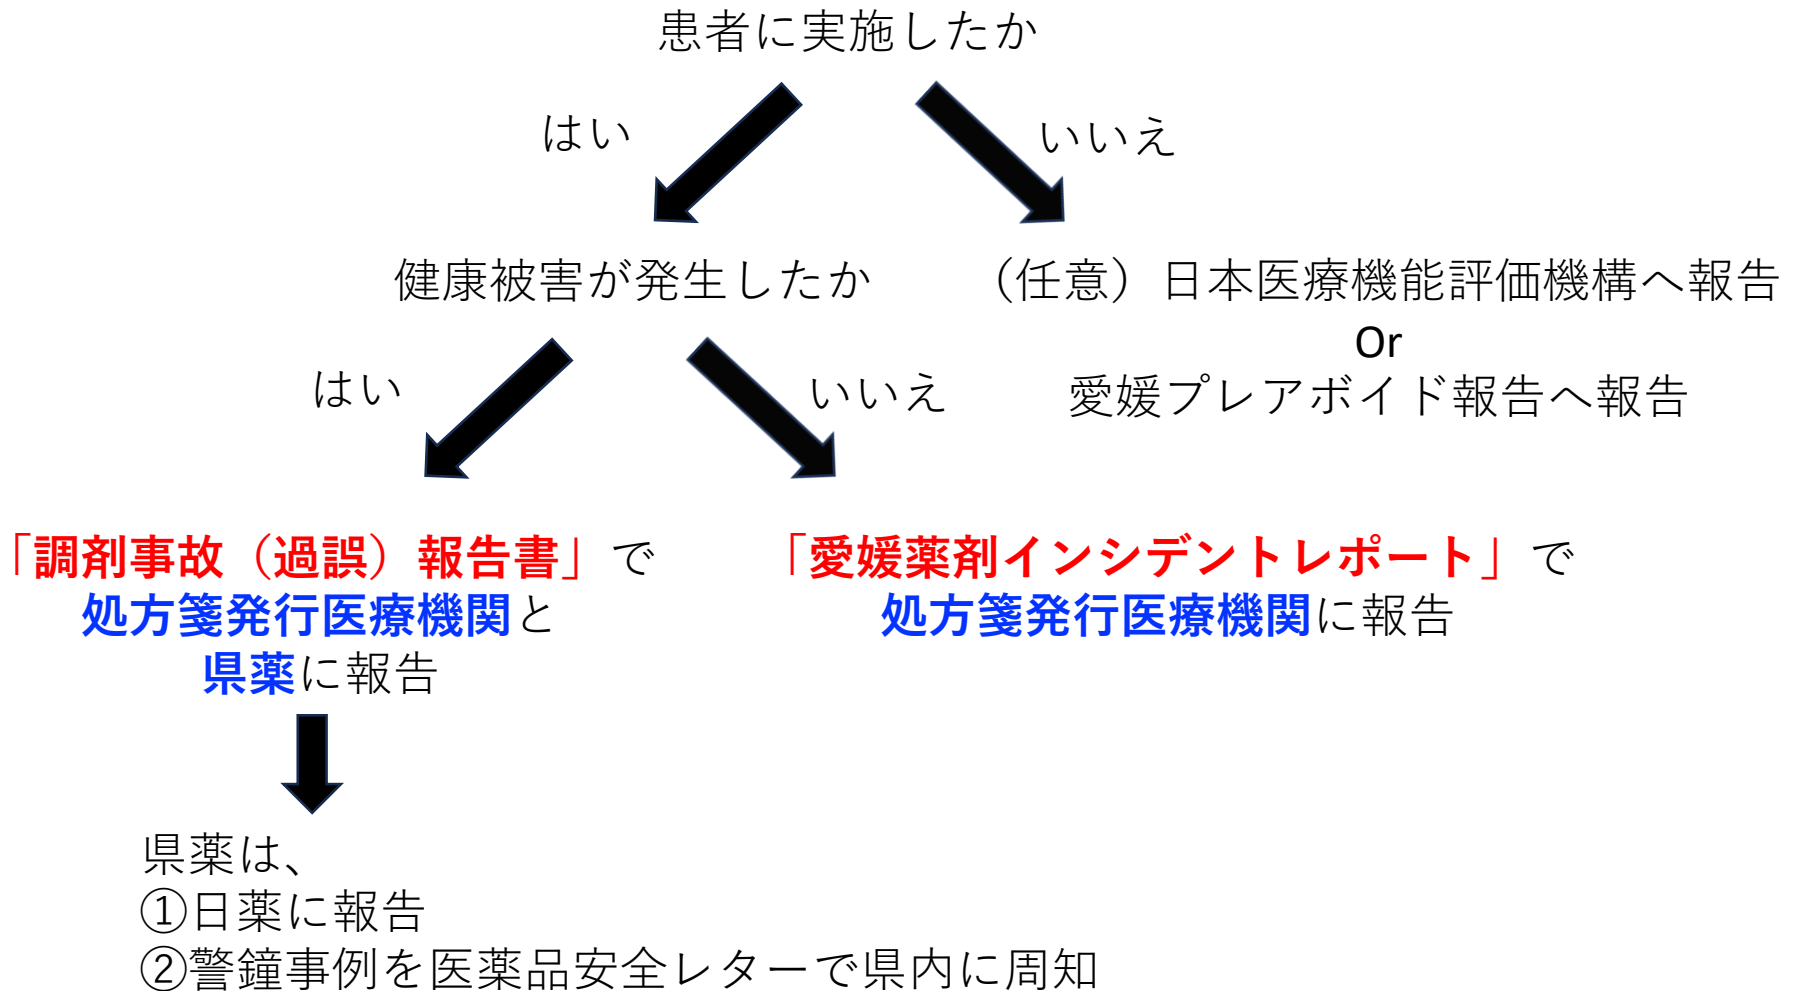 患者に実施したか
はい
いいえ
健康被害が発生したか
（任意）日本医療機能評価機構へ報告
Or
愛媛プレアボイド報告へ報告
はい
いいえ
「調剤事故（過誤）報告書」で
処方箋発行医療機関と
県薬に報告
「愛媛薬剤インシデントレポート」で
処方箋発行医療機関に報告
県薬は、
①日薬に報告
②警鐘事例を医薬品安全レターで県内に周知